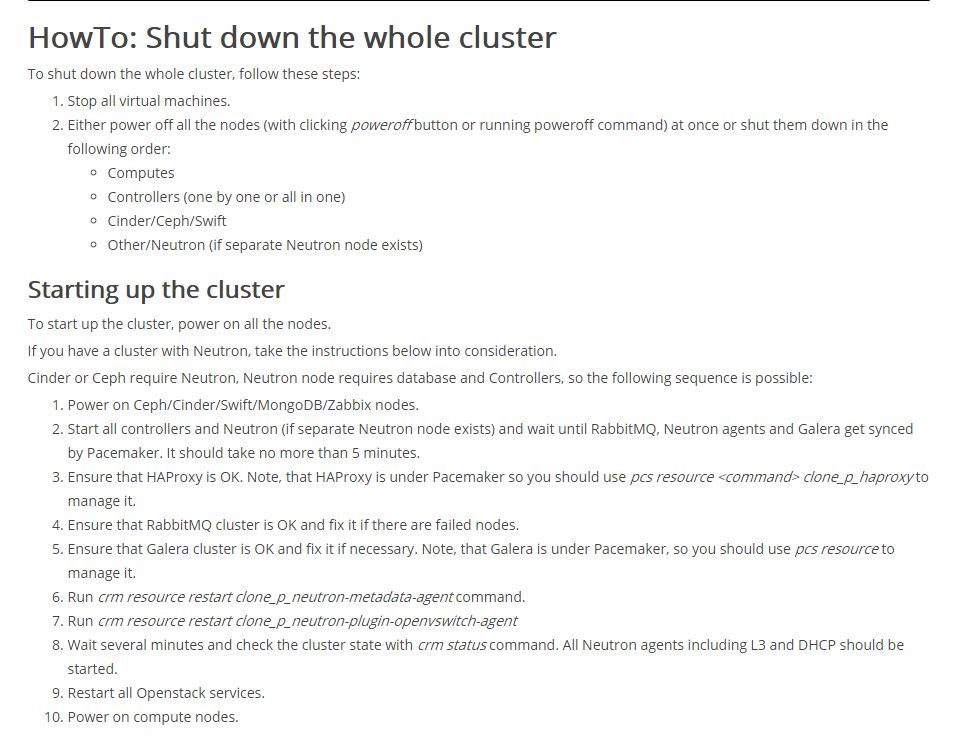 HowTo: Shut down the whole cluster
To shut down the whole cluster, follow these steps:
1. Stop all virtual machines.
2. Either power off all the nodes (with clicking poweroff button or running poweroff command) at once or shut them down in the
following order:
Computes
Controllers (one by one or all in one)
Cinder/Ceph/Swift
Other/Neutron (if separate Neutron node exists)
Starting up the cluster
To start up the cluster, power on all the nodes.
If you have a cluster with Neutron, take the instructions below into consideration.
Cinder or Ceph require Neutron, Neutron node requires database and Controllers, so the following sequence is possible:
1. Power on Ceph/Cinder/Swift/MongoDB/Zabbix nodes.
2. Start all controllers and Neutron (if separate Neutron node exists) and wait until RabbitMQ, Neutron agents and Galera get synced
by Pacemaker. It should take no more than 5 minutes.
3. Ensure that HAProxy is OK. Note, that HAProxy is under Pacemaker so you should use pcs resource <command> clone_p_haproxy to
manage it.
4. Ensure that RabbitMQ cluster is OK and fix it if there are failed nodes.
5. Ensure that Galera cluster is OK and fix it if necessary. Note, that Galera is under Pacemaker, so you should use pcs resource to
manage it.
6. Run crm resource restart clone_p_neutron-metadata-agent command.
7. Run crm resource restart clone_p_neutron-plugin-openvswitch-agent
8. Wait several minutes and check the cluster state with crm status command. All Neutron agents including L3 and DHCP should be
started.
9. Restart all Openstack services.
10. Power on compute nodes.